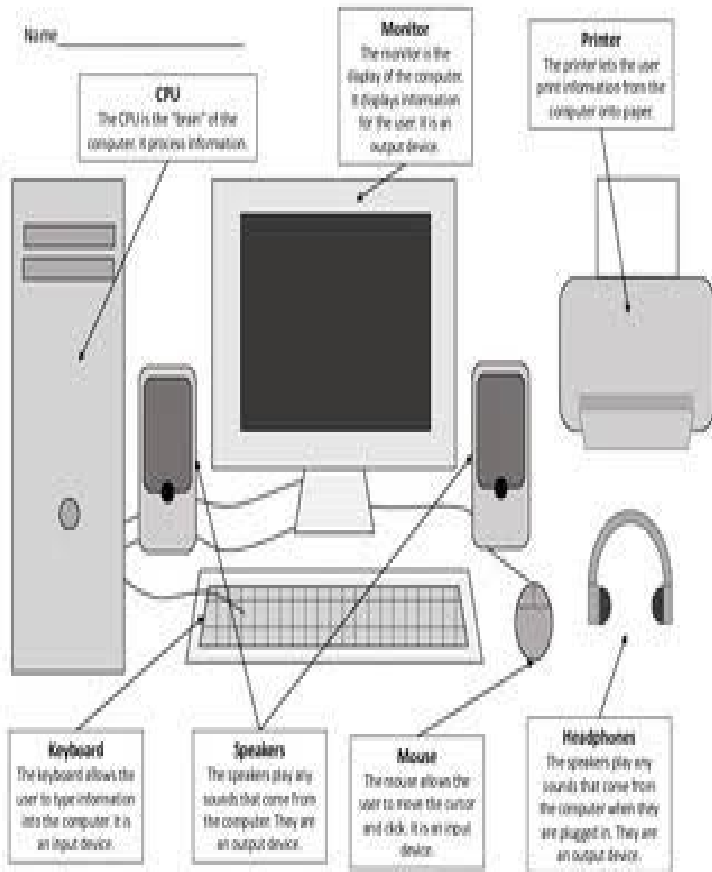 Name
CPU
The CPU is the "brain" of the
computer. It process information.
Monitor
The monitor is the
display of the computer.
It displays information
for the user. It is an
output device.
Printer
The printer lets the user
print information from the
computer onto paper.
Keyboard
The keyboard allows the
user to type information
into the computer. It is
an input device.
Speakers
The speakers play any
sounds that come from
the computer. They are
an output device.
Mouse
The mouse allows the
user to move the cursor
and click. It is an input
device.
Headphones
The speakers play any
sounds that come from
the computer when they
are plugged in. They are
an output device.